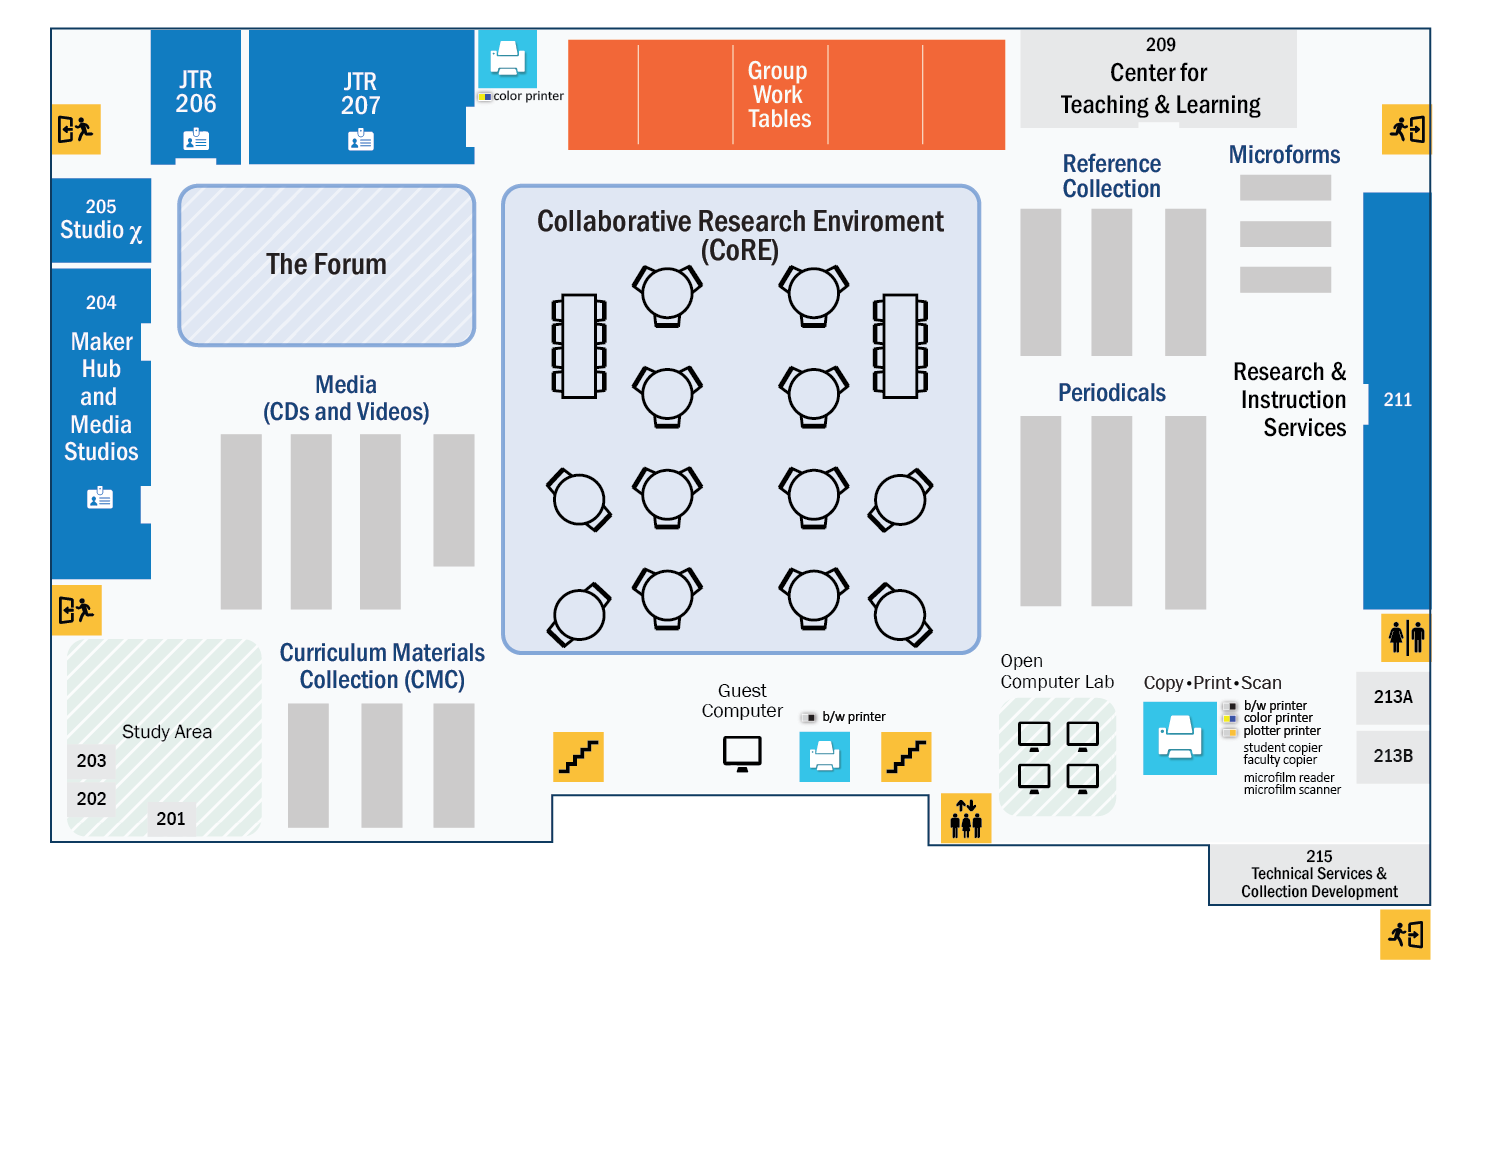 JTR
206
JTR
207
color printer
Group
Work
Tables
209
Center for
Teaching & Learning
205
Studio χ
The Forum
Collaborative Research Enviroment
(CoRE)
Reference
Collection
Microforms
204
Maker
Hub
and
Media
Studios
Media
(CDs and Videos)
Periodicals
Research &
Instruction
Services
211
Curriculum Materials
Collection (CMC)
Study Area
203
202
201
Guest
Computer
b/w printer
Open
Computer Lab
Copy•Print•Scan
b/w printer
color printer
plotter printer
student copier
faculty copier
microfilm reader
microfilm scanner
213A
213B
215
Technical Services &
Collection Development